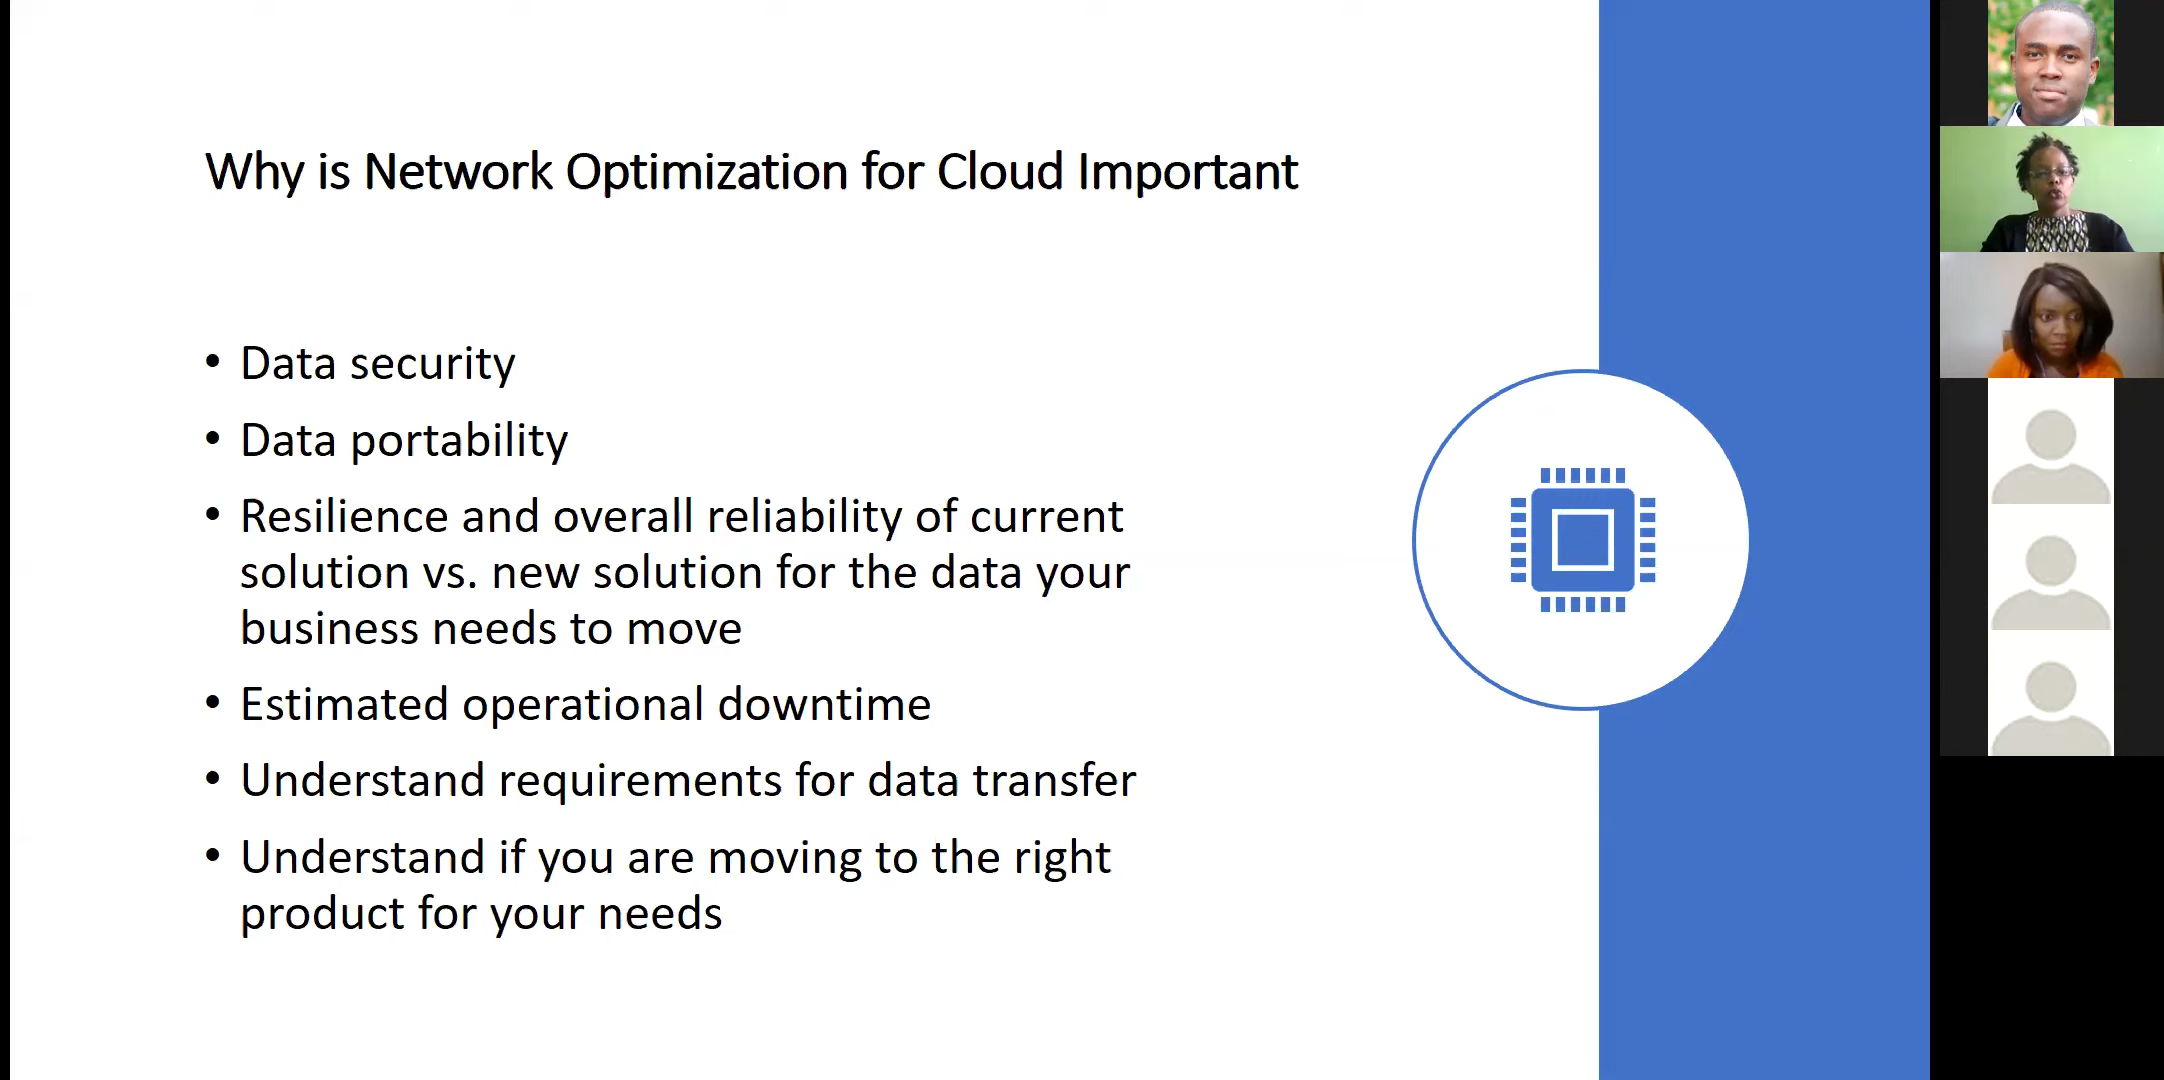 Why is Network Optimization for Cloud Important
• Data security
• Data portability
• Resilience and overall reliability of current
solution vs. new solution for the data your
business needs to move
• Estimated operational downtime
• Understand requirements for data transfer
• Understand if you are moving to the right
product for your needs